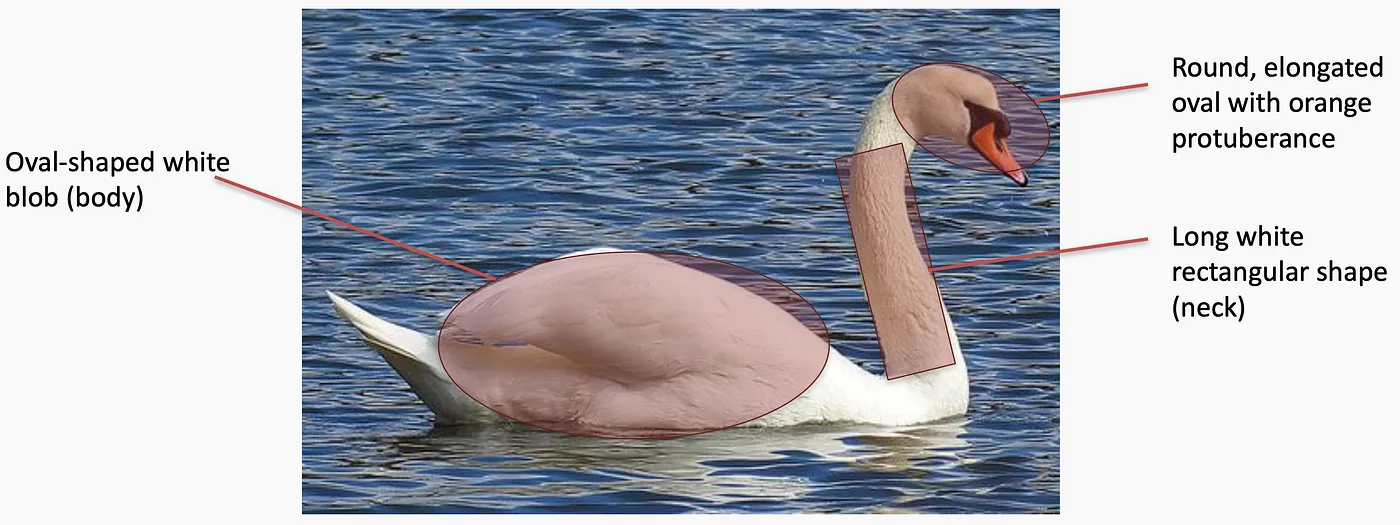 Oval-shaped white
blob (body)
Round, elongated
oval with orange
protuberance
Long white
rectangular shape
(neck)